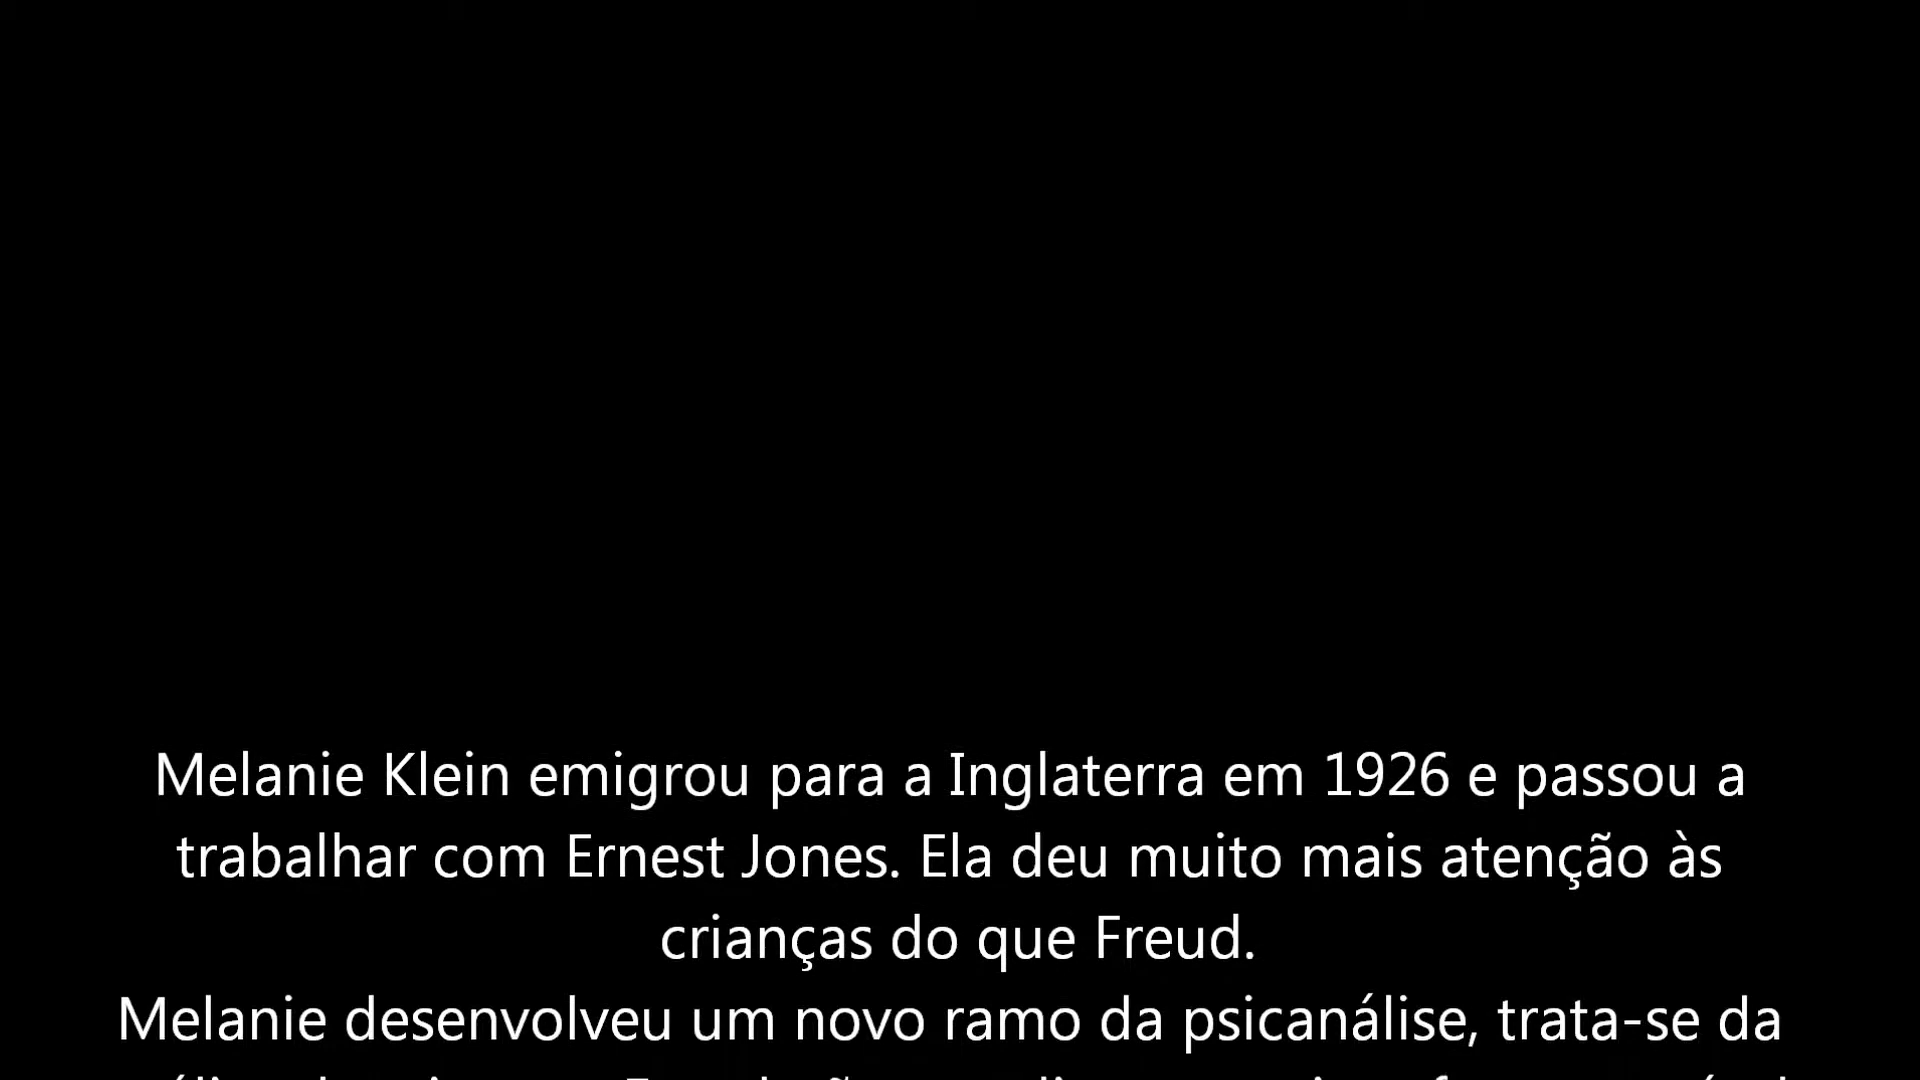 Melanie Klein emigrou para a Inglaterra em 1926 e passou a
trabalhar com Ernest Jones. Ela deu muito mais atenção às
crianças do que Freud.
Melanie desenvolveu um novo ramo da psicanálise, trata-se da